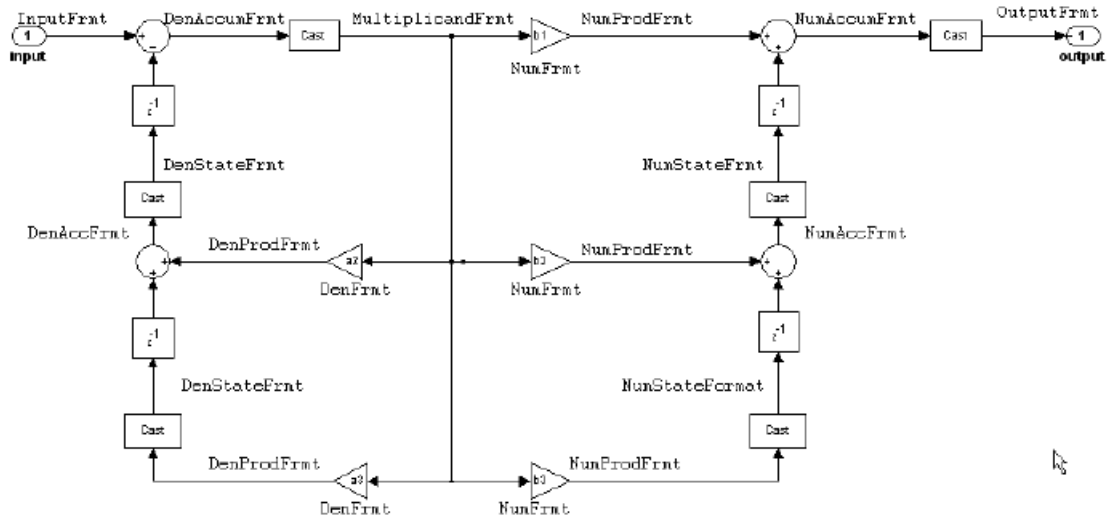 InputFrmt DenAccumFrmt MultiplicandFrmt NumProdFrmt NumAccumFrmt OutputFrmt
1 Cast b1 Cast 1
input output
NumFrmt
z-1 z-1
DenStateFrmt NumStateFrmt
Cast Cast
DenAccFrmt NumAccFrmt
DenProdFrmt NumProdFrmt
a2 b2
DenFrmt NumFrmt
z-1 z-1
DenStateFrmt NumStateFormat
Cast Cast
DenProdFrmt NumProdFrmt
a3 b3
DenFrmt NumFrmt